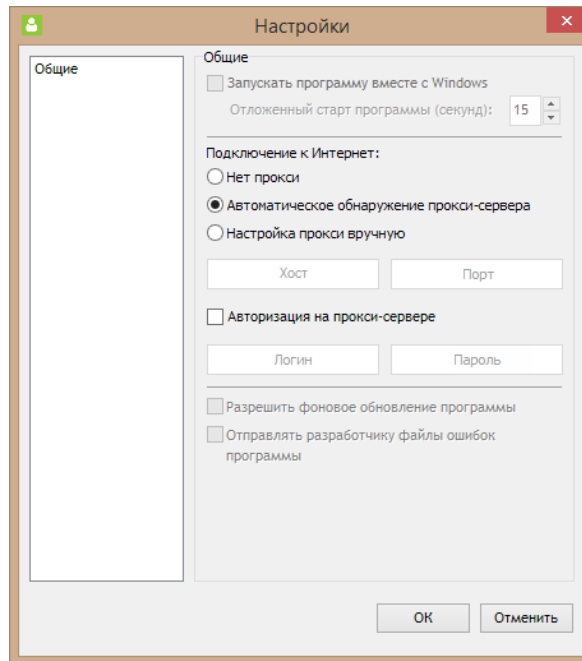 Настройки
Общие
Общие
Запускать программу вместе с Windows
Отложенный старт программы (секунд): 15
Подключение к Интернет:
Нет прокси
Автоматическое обнаружение прокси-сервера
Настройка прокси вручную
Хост Порт
Авторизация на прокси-сервере
Логин Пароль
Разрешить фоновое обновление программы
Отправлять разработчику файлы ошибок
программы
ОК Отменить